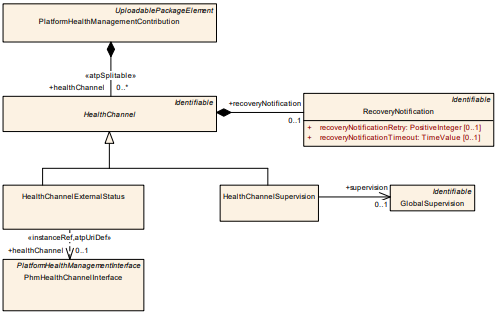 UploadablePackageElement
PlatformHealthManagementContribution
«atpSplitable»
+healthChannel 0..*
Identifiable
HealthChannel
+recoveryNotification
0..1
Identifiable
RecoveryNotification
+ recoveryNotificationRetry: PositiveInteger [0..1]
+ recoveryNotificationTimeout: TimeValue [0..1]
HealthChannelExternalStatus
HealthChannelSupervision
+supervision
0..1
Identifiable
GlobalSupervision
«instanceRef,atpUriDef»
+healthChannel 0..1
PlatformHealthManagementInterface
PhmHealthChannelInterface